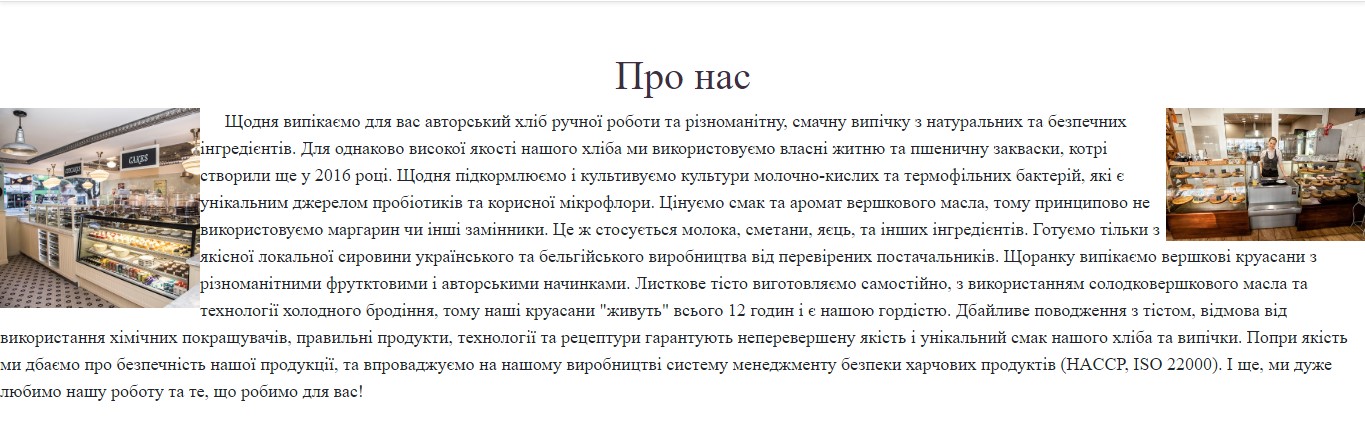 Про нас
CAKES
Щодня випікаємо для вас авторський хліб ручної роботи та різноманітну, смачну випічку з натуральних та безпечних
інгредієнтів. Для однаково високої якості нашого хліба ми використовуємо власні житню та пшеничну закваски, котрі
створили ще у 2016 році. Щодня підкормлюємо і культивуємо культури молочно-кислих та термофільних бактерій, які є
унікальним джерелом пробіотиків та корисної мікрофлори. Цінуємо смак та аромат вершкового масла, тому принципово не
використовуємо маргарин чи інші замінники. Це ж стосується молока, сметани, яєць, та інших інгредієнтів. Готуємо тільки з
якісної локальної сировини українського та бельгійського виробництва від перевірених постачальників. Щоранку випікаємо вершкові круасани з
різноманітними фруктковими і авторськими начинками. Листкове тісто виготовляємо самостійно, з використанням солодковершкового масла та
технології холодного бродіння, тому наші круасани "живуть" всього 12 годин і є нашою гордістю. Дбайливе поводження з тістом, відмова від
використання хімічних покращувачів, правильні продукти, технології та рецептури гарантують неперевершену якість і унікальний смак нашого хліба та випічки. Попри якість
ми дбаємо про безпечність нашої продукції, та впроваджуємо на нашому виробництві систему менеджменту безпеки харчових продуктів (HACCP, ISO 22000). І ще, ми дуже
любимо нашу роботу та те, що робимо для вас!